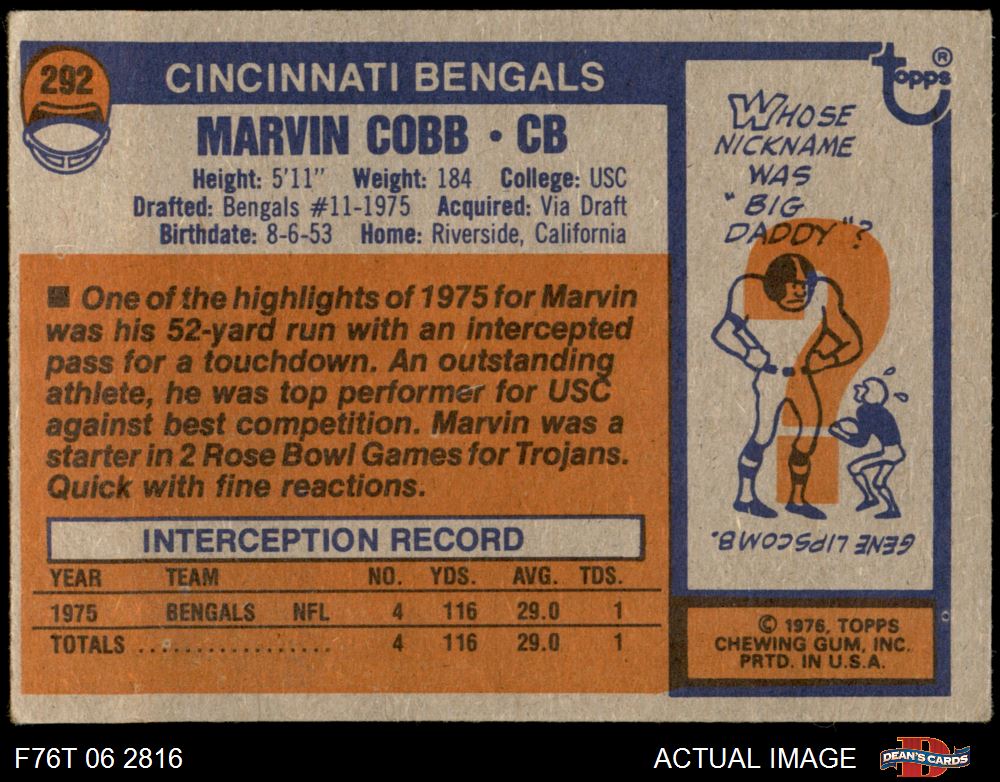 292
CINCINNATI BENGALS
MARVIN COBB • CB
Height: 5'11" Weight: 184 College: USC
Drafted: Bengals #11-1975 Acquired: Via Draft
Birthdate: 8-6-53 Home: Riverside, California
■ One of the highlights of 1975 for Marvin
was his 52-yard run with an intercepted
pass for a touchdown. An outstanding
athlete, he was top performer for USC
against best competition. Marvin was a
starter in 2 Rose Bowl Games for Trojans.
Quick with fine reactions.
INTERCEPTION RECORD
YEAR TEAM NO. YDS. AVG. TDS.
1975 BENGALS NFL 4 116 29.0 1
TOTALS ................. 4 116 29.0 1
topps ®
WHOSE
NICKNAME
WAS
"BIG
DADDY"?
?
GENE LIPSCOMB.
© 1976, TOPPS
CHEWING GUM, INC.
PRTD. IN U.S.A.
F76T 06 2816
ACTUAL IMAGE
D
DEAN'S CARDS